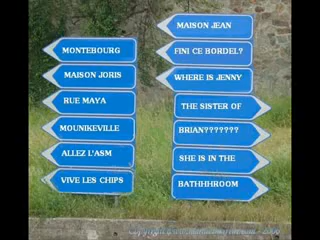 MONTEBOURG
MAISON JORIS
RUE MAYA
MOUNIKEVILLE
ALLEZ L'ASM
VIVE LES CHIPS
MAISON JEAN
FINI CE BORDEL?
WHERE IS JENNY
THE SISTER OF
BRIAN???????
SHE IS IN THE
BATHHHROOM